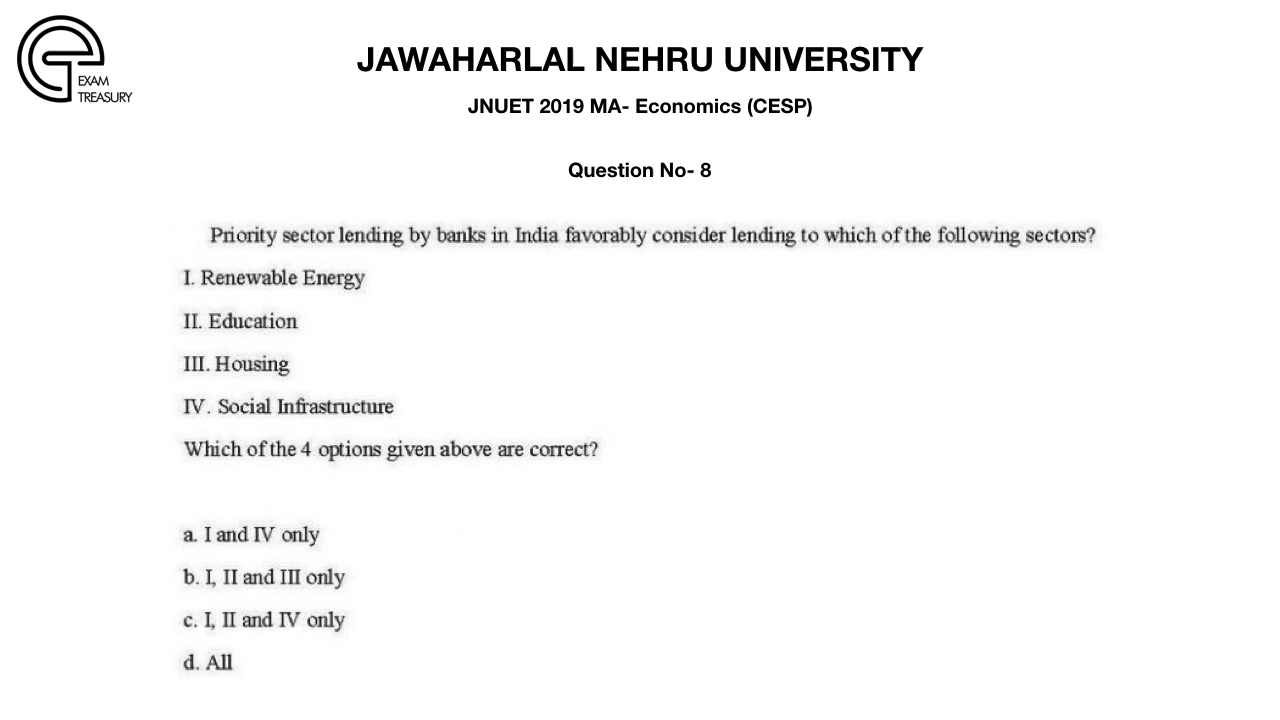 EXAM
TREASURY
JAWAHARLAL NEHRU UNIVERSITY
JNUET 2019 MA- Economics (CESP)
Question No- 8
Priority sector lending by banks in India favorably consider lending to which of the following sectors?
I. Renewable Energy
II. Education
III. Housing
IV. Social Infrastructure
Which of the 4 options given above are correct?
a. I and IV only
b. I, II and III only
c. I, II and IV only
d. All